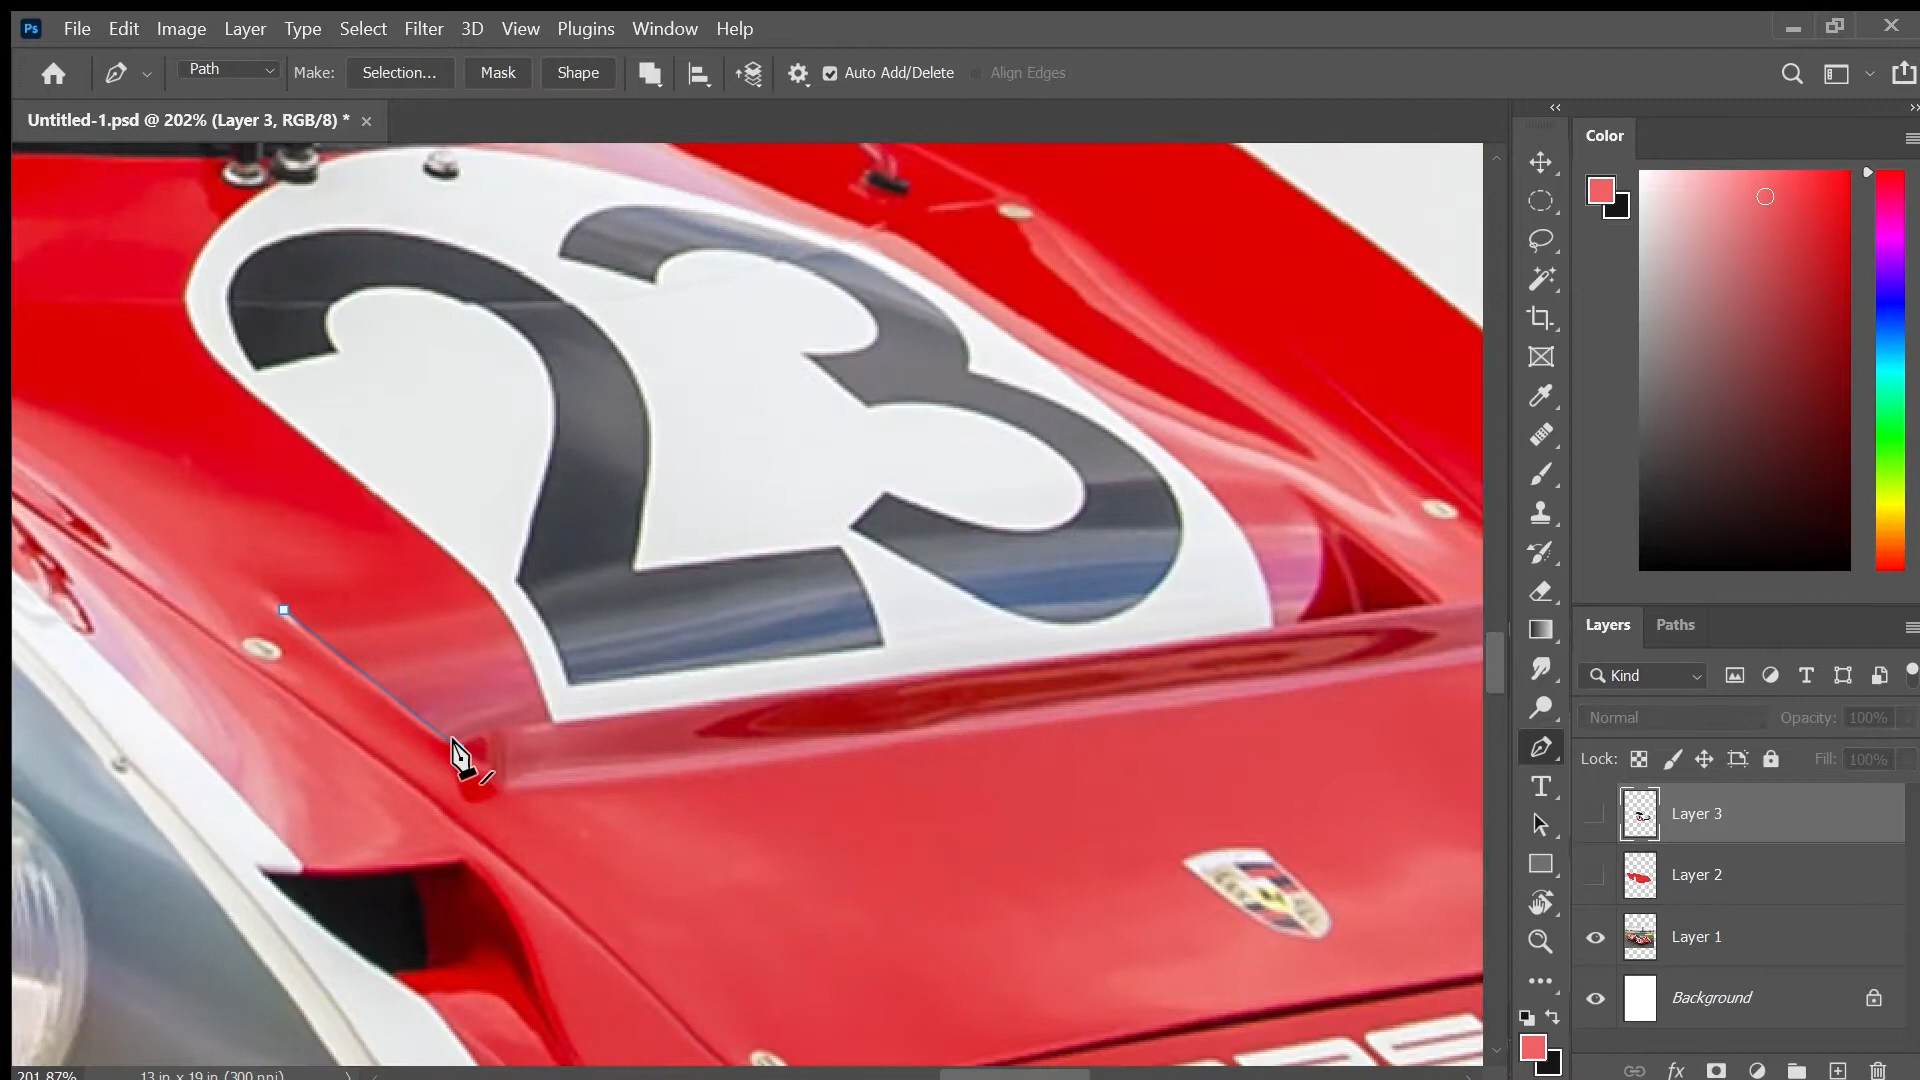 Ps File Edit Image Layer Type Select Filter 3D View Plugins Window Help
Path Make: Selection... Mask Shape Auto Add/Delete Align Edges
Untitled-1.psd @ 202% (Layer 3, RGB/8) *
Color
23
Layers Paths
Kind
Normal Opacity: 100%
Lock: Fill: 100%
Layer 3
Layer 2
Layer 1
Background
fx
201.87% 13 in x 19 in (300 ppi)